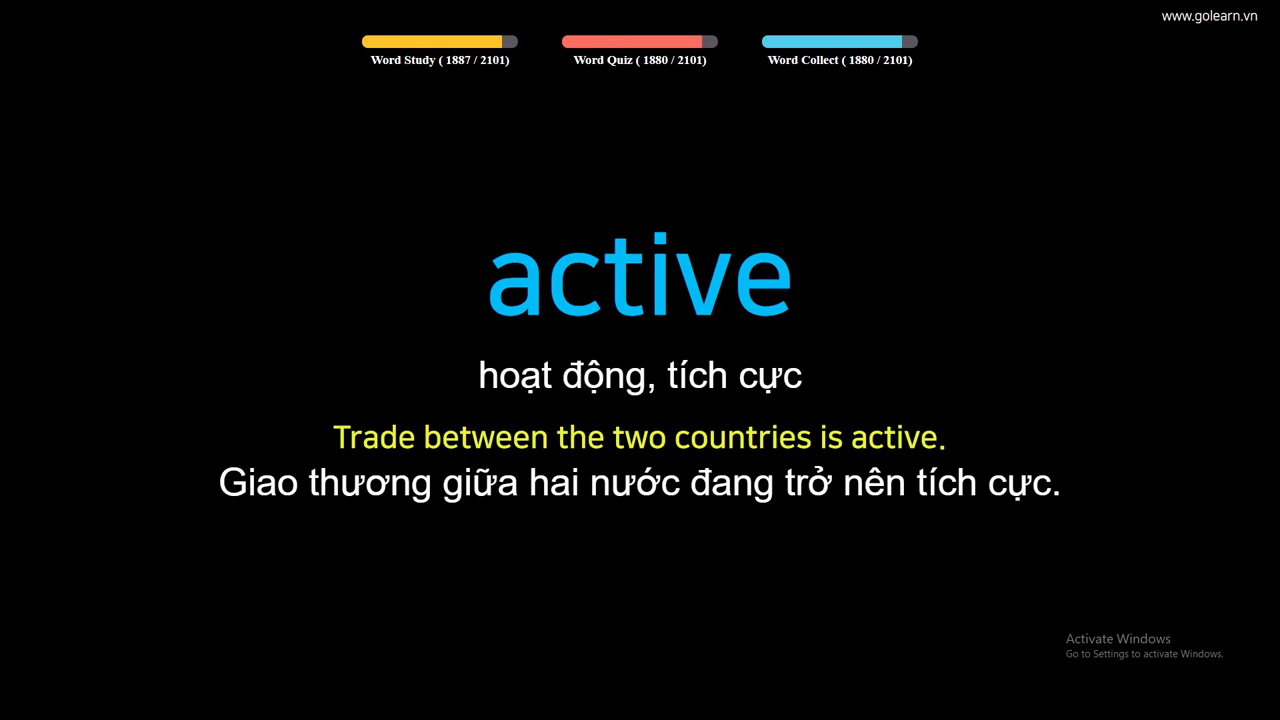 www.golearn.vn
Word Study ( 1887 / 2101)
Word Quiz ( 1880 / 2101)
Word Collect ( 1880 / 2101)
active
hoạt động, tích cực
Trade between the two countries is active.
Giao thương giữa hai nước đang trở nên tích cực.
Activate Windows
Go to Settings to activate Windows.